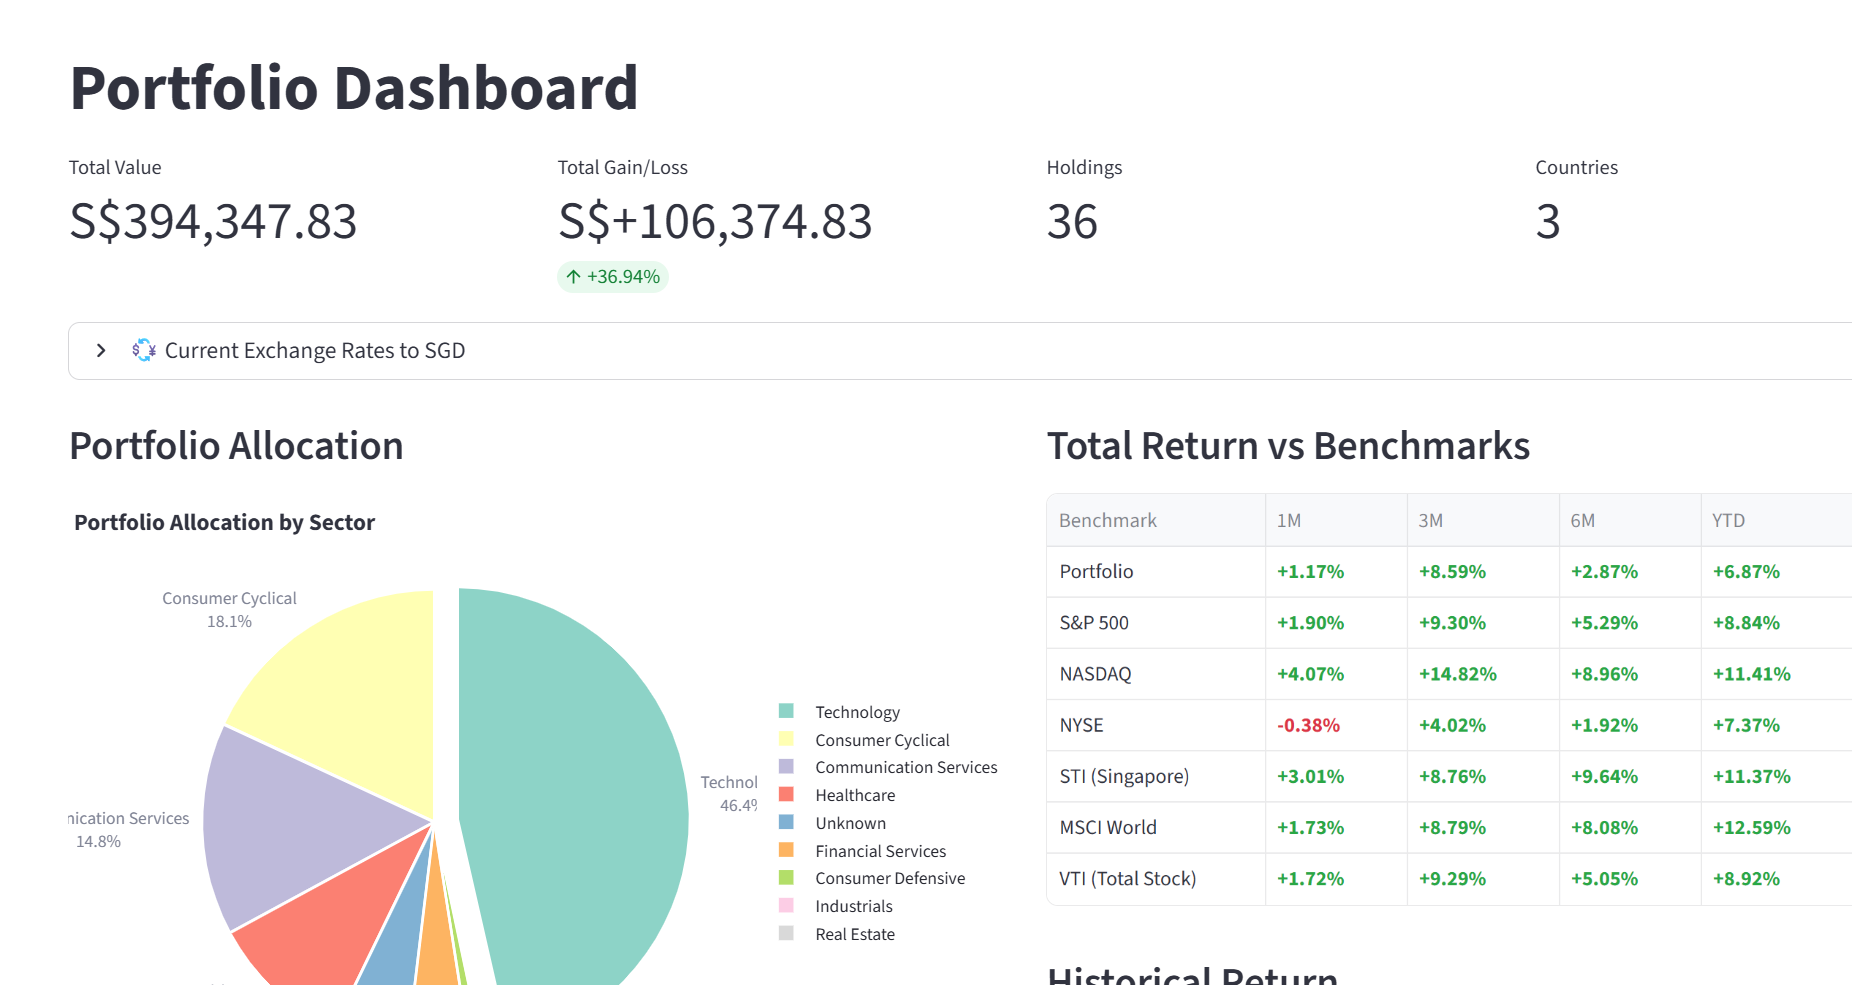 Portfolio Dashboard
Total Value
S$394,347.83
Total Gain/Loss
S$+106,374.83
↑ +36.94%
Holdings
36
Countries
3
Current Exchange Rates to SGD
Portfolio Allocation
Portfolio Allocation by Sector
Consumer Cyclical
18.1%
nication Services
14.8%
Technol
46.4%
Technology
Consumer Cyclical
Communication Services
Healthcare
Unknown
Financial Services
Consumer Defensive
Industrials
Real Estate
Total Return vs Benchmarks
Benchmark 1M 3M 6M YTD
Portfolio +1.17% +8.59% +2.87% +6.87%
S&P 500 +1.90% +9.30% +5.29% +8.84%
NASDAQ +4.07% +14.82% +8.96% +11.41%
NYSE -0.38% +4.02% +1.92% +7.37%
STI (Singapore) +3.01% +8.76% +9.64% +11.37%
MSCI World +1.73% +8.79% +8.08% +12.59%
VTI (Total Stock) +1.72% +9.29% +5.05% +8.92%
Historical Return